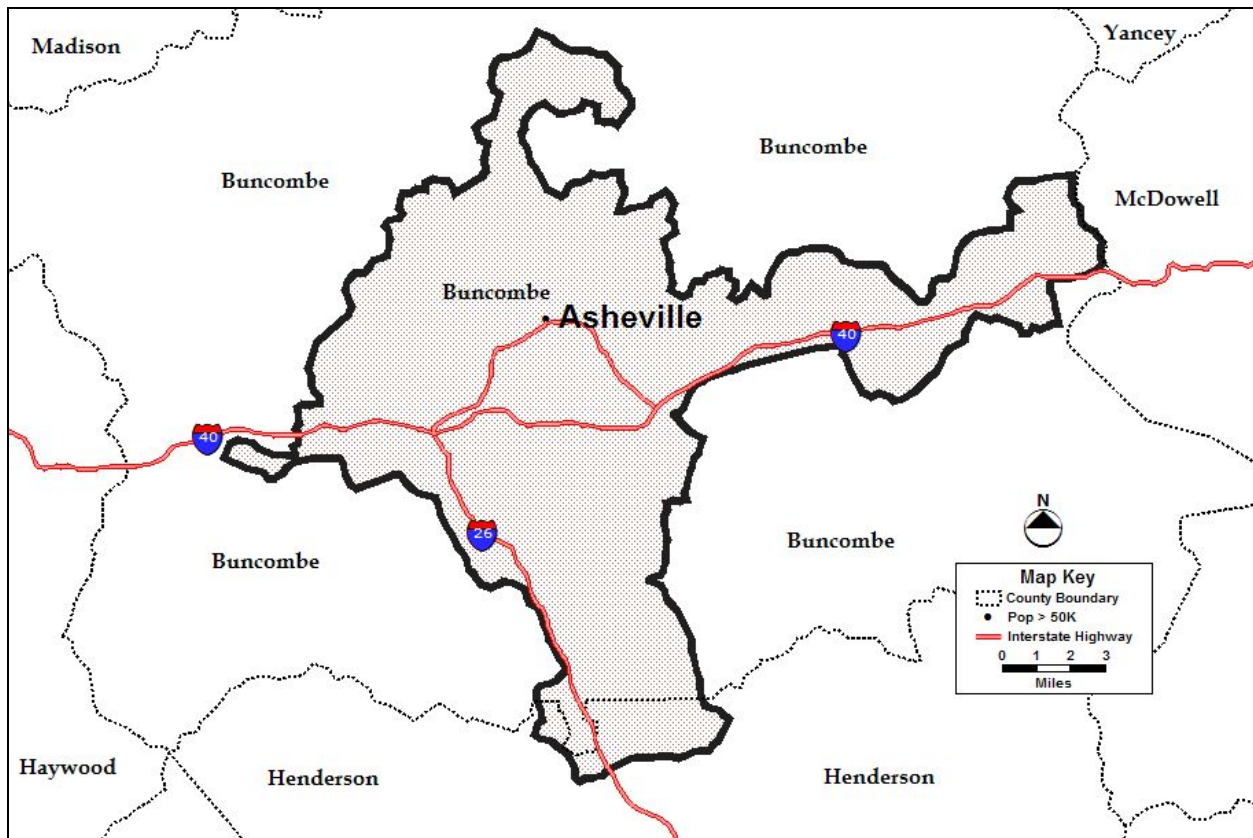 Madison
Yancey
Buncombe
Buncombe
McDowell
Buncombe
Asheville
40
40
26
Buncombe
Buncombe
N
Map Key
County Boundary
Pop > 50K
Interstate Highway
0 1 2 3
Miles
Haywood
Henderson
Henderson